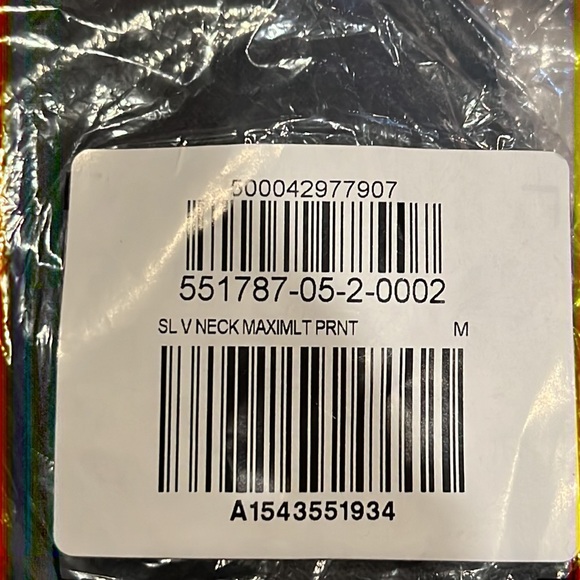 500042977907
551787-05-2-0002
SL V NECK MAXIMLT PRNT M
A1543551934